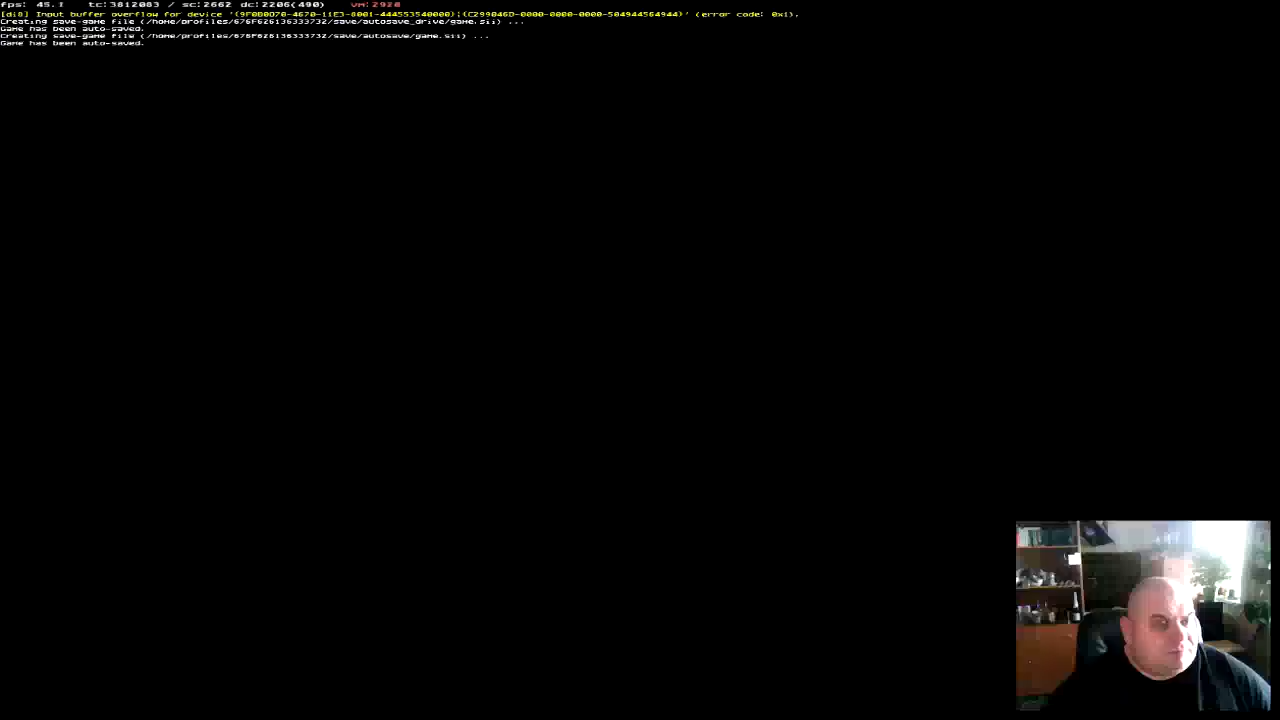 fps: 45.1 tc:3812083 / sc:2662 dc:2206(490) vm:2928
[di8] Input buffer overflow for device '{9F0B0D70-4670-11E3-8001-444553540000}|{C299046D-0000-0000-0000-504944564944}' (error code: 0x1).
Creating save-game file (/home/profiles/676F626136333732/save/autosave_drive/game.sii) ...
Game has been auto-saved.
Creating save-game file (/home/profiles/676F626136333732/save/autosave/game.sii) ...
Game has been auto-saved.